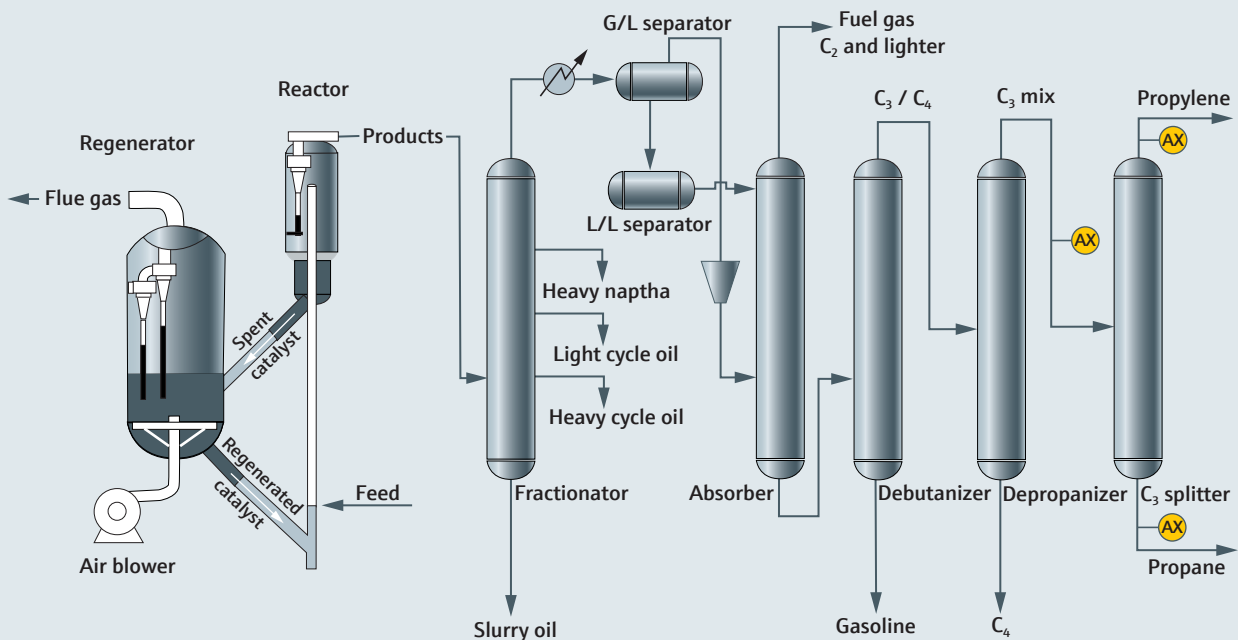 G/L separator
Fuel gas
C₂ and lighter
Reactor
C₃ / C₄
C₃ mix
Propylene
AX
Products
Regenerator
Flue gas
L/L separator
AX
Heavy naptha
Spent
catalyst
Light cycle oil
Heavy cycle oil
Regenerated
catalyst
Feed
Fractionator
Absorber
Debutanizer
Depropanizer
C₃ splitter
AX
Air blower
Propane
Slurry oil
Gasoline
C₄